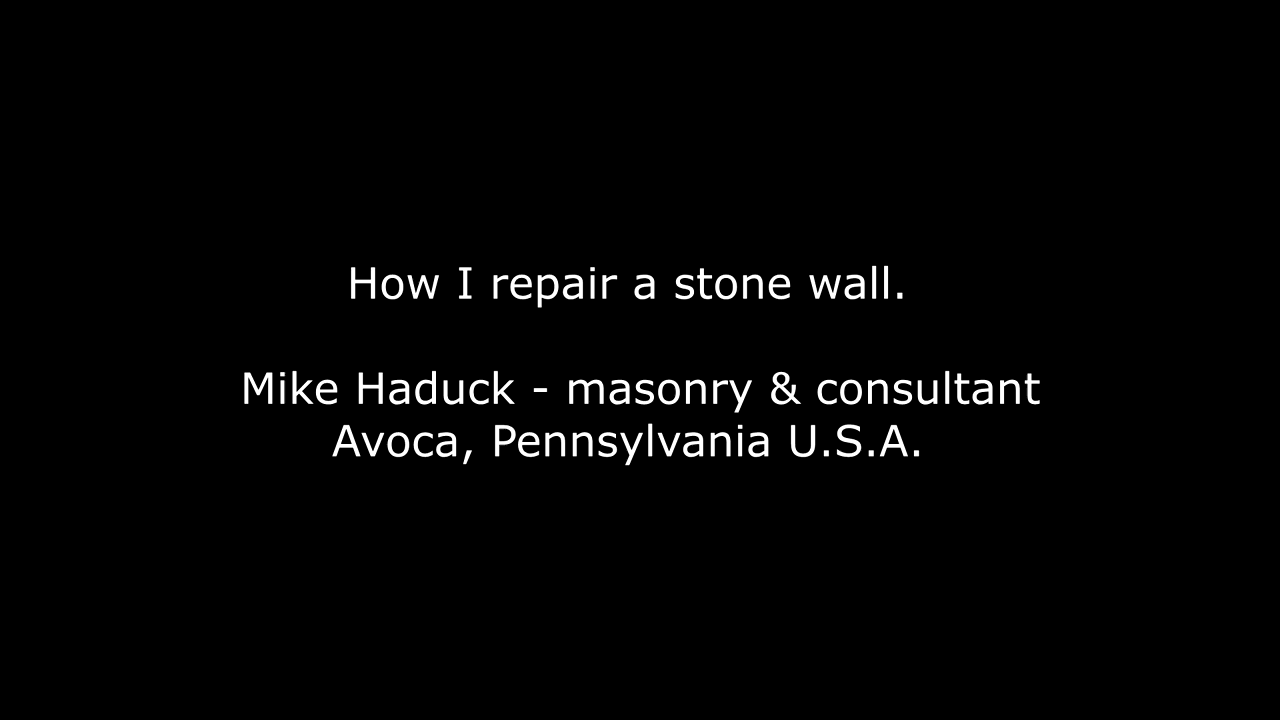 How I repair a stone wall.
Mike Haduck - masonry & consultant
Avoca, Pennsylvania U.S.A.